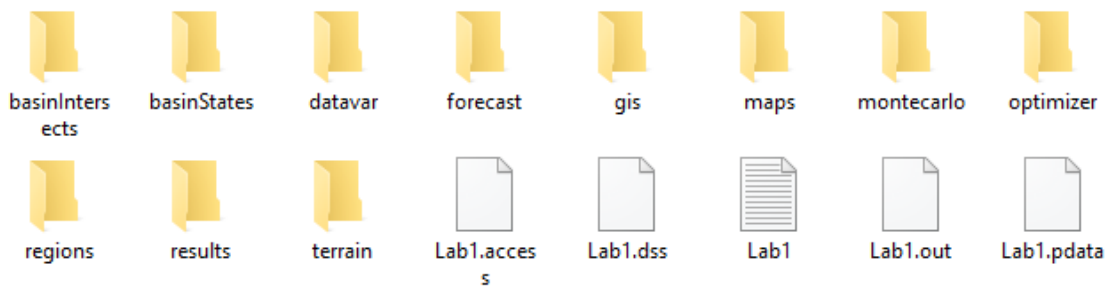 basinInters
ects
basinStates
datavar
forecast
gis
maps
montecarlo
optimizer
regions
results
terrain
Lab1.acces
s
Lab1.dss
Lab1
Lab1.out
Lab1.pdata